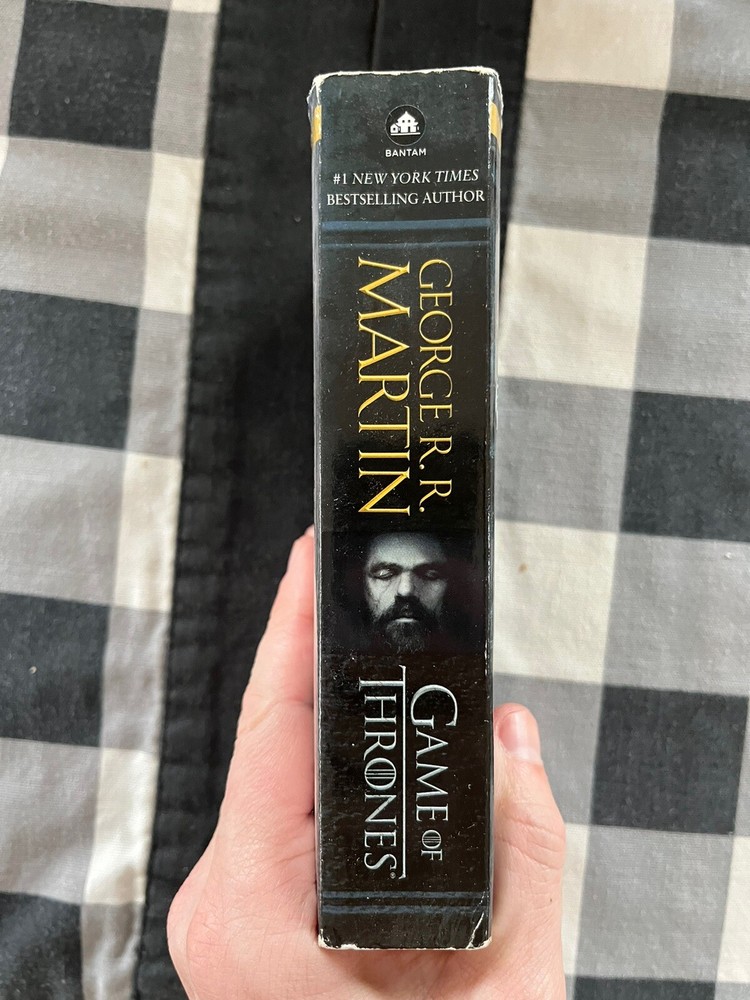 BANTAM
#1 NEW YORK TIMES
BESTSELLING AUTHOR
GEORGE R. R.
MARTIN
GAME OF
THRONES®